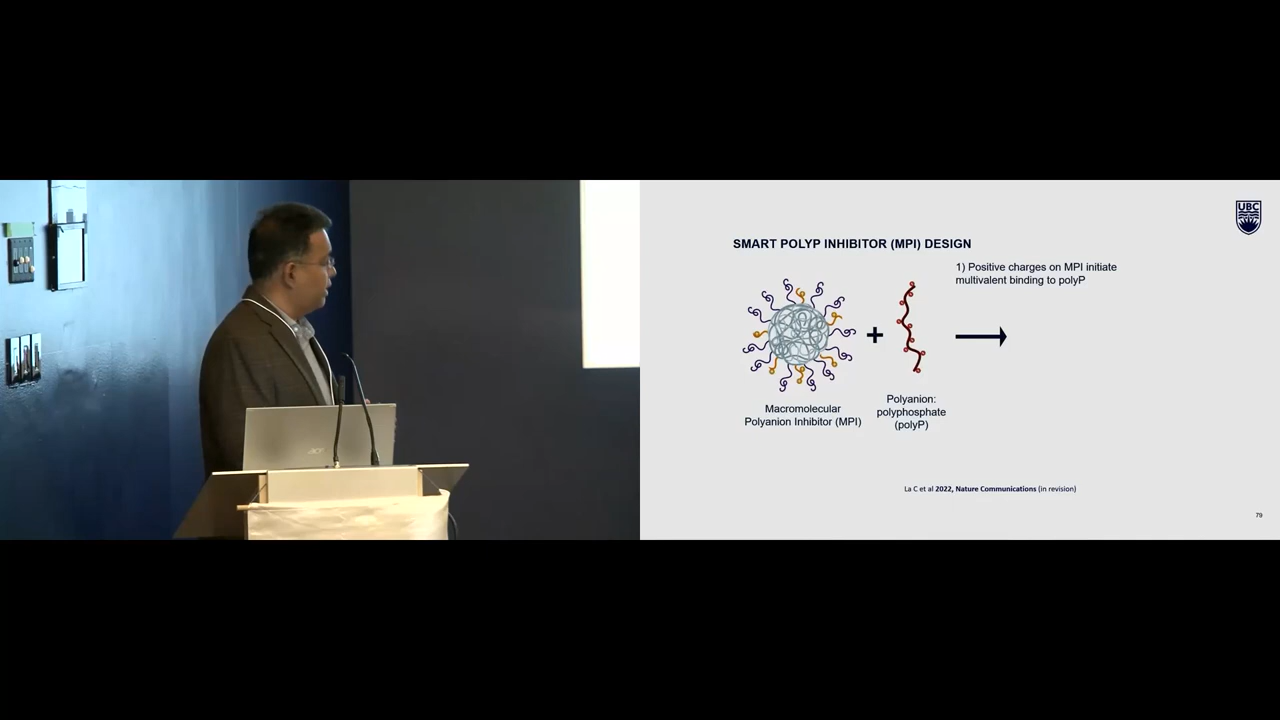 UBC
SMART POLYP INHIBITOR (MPI) DESIGN
1) Positive charges on MPI initiate
multivalent binding to polyP
Macromolecular
Polyanion Inhibitor (MPI)
Polyanion:
polyphosphate
(polyP)
La C et al 2022, Nature Communications (in revision)
79
acer